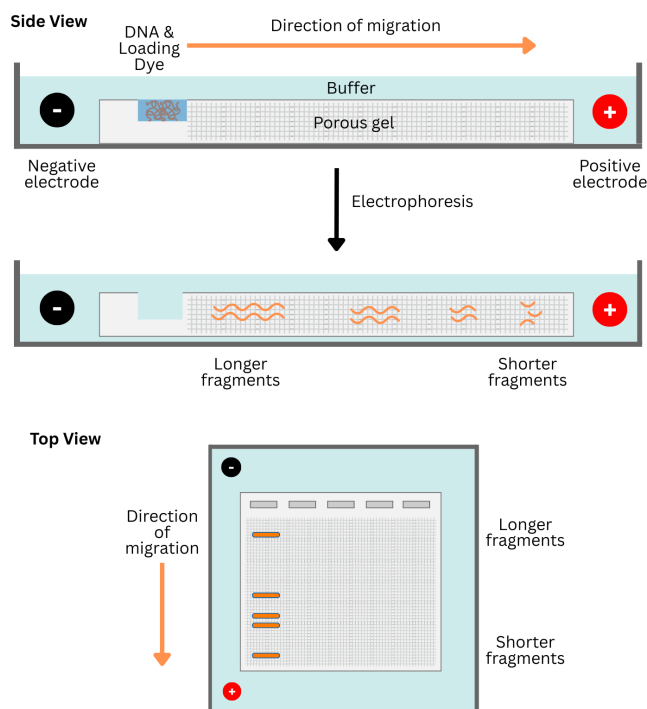 Side View
DNA &
Loading
Dye
Direction of migration
Buffer
Porous gel
-
+
Negative
electrode
Positive
electrode
Electrophoresis
-
+
Longer
fragments
Shorter
fragments
Top View
-
Direction
of
migration
Longer
fragments
Shorter
fragments
+